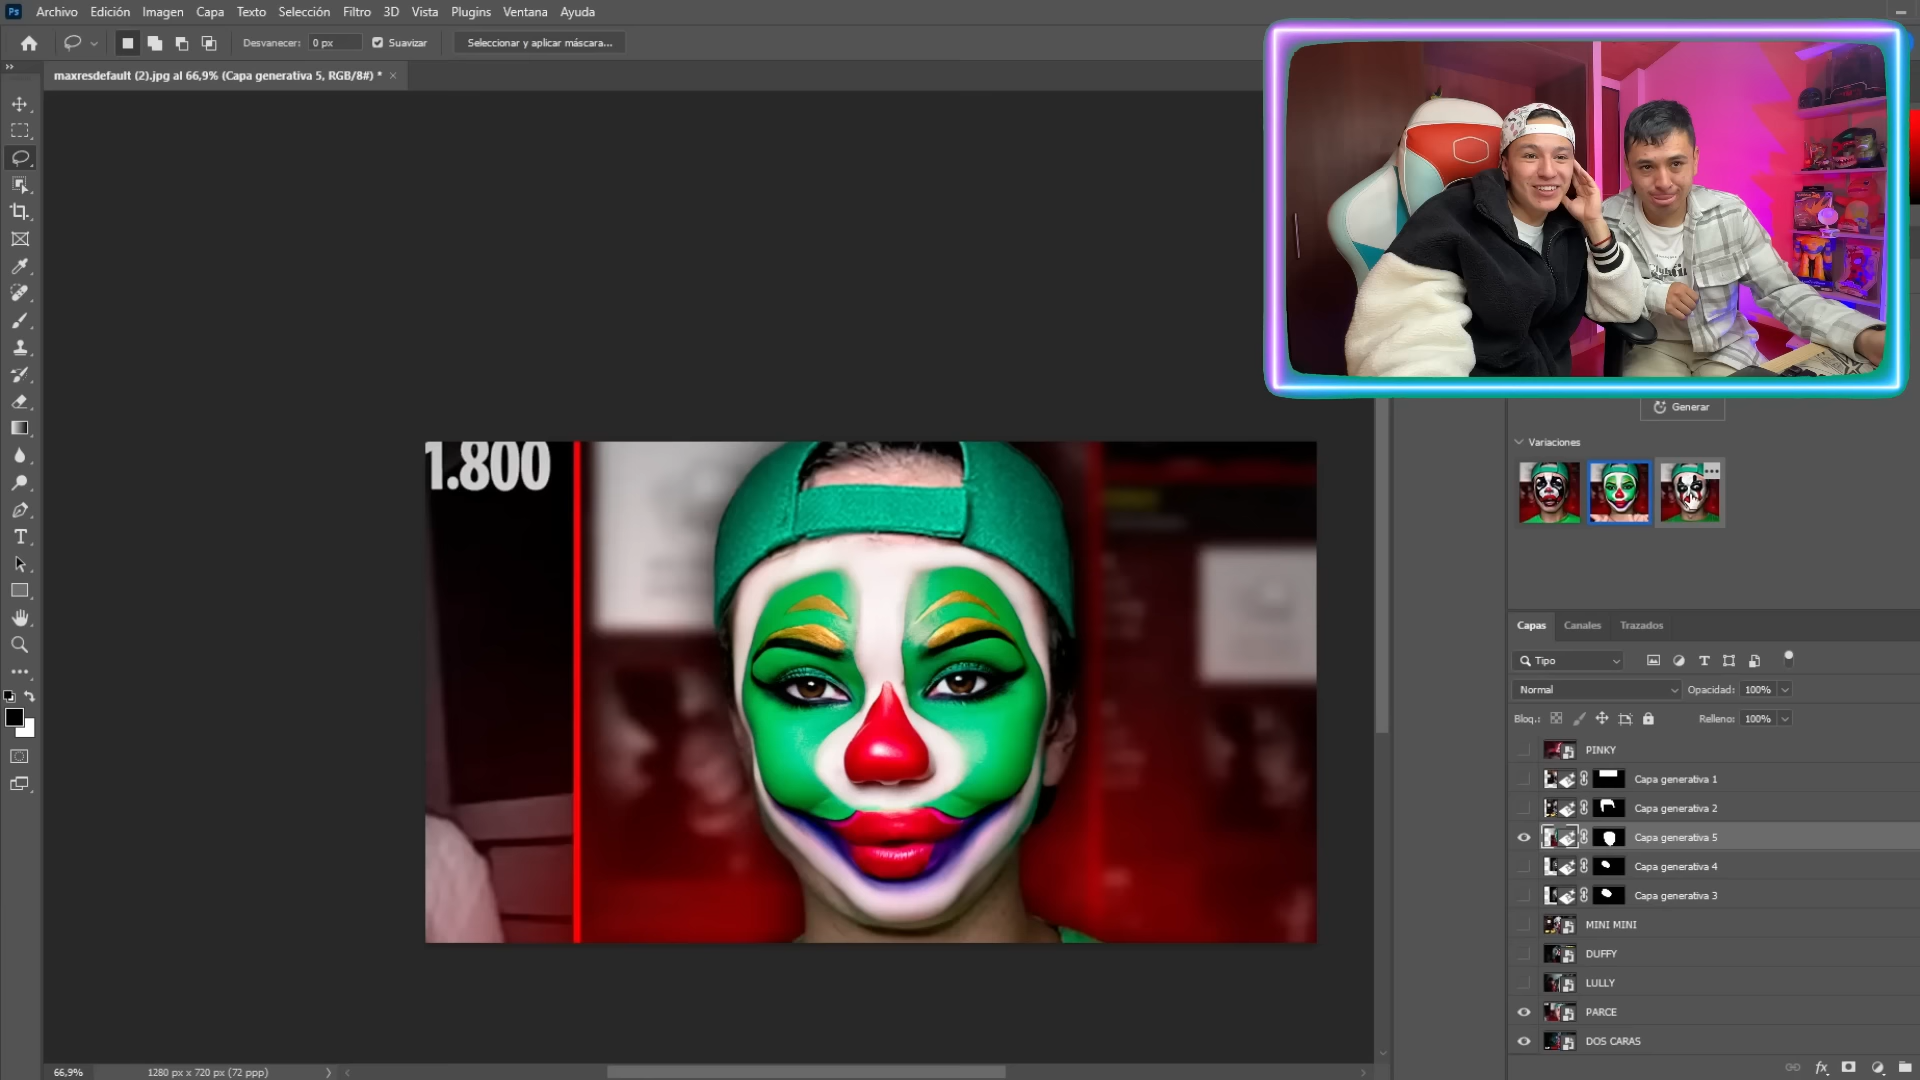 Ps Archivo Edición Imagen Capa Texto Selección Filtro 3D Vista Plugins Ventana Ayuda
Desvanecer: 0 px Suavizar Seleccionar y aplicar máscara...
maxresdefault (2).jpg al 66,9% (Capa generativa 5, RGB/8#) * ×
1.800
Generar
Variaciones
Capas Canales Trazados
Tipo
Normal Opacidad: 100%
Bloq.: Relleno: 100%
PINKY
Capa generativa 1
Capa generativa 2
Capa generativa 5
Capa generativa 4
Capa generativa 3
MINI MINI
DUFFY
LULLY
PARCE
DOS CARAS
66,9% 1280 px x 720 px (72 ppp)
fx